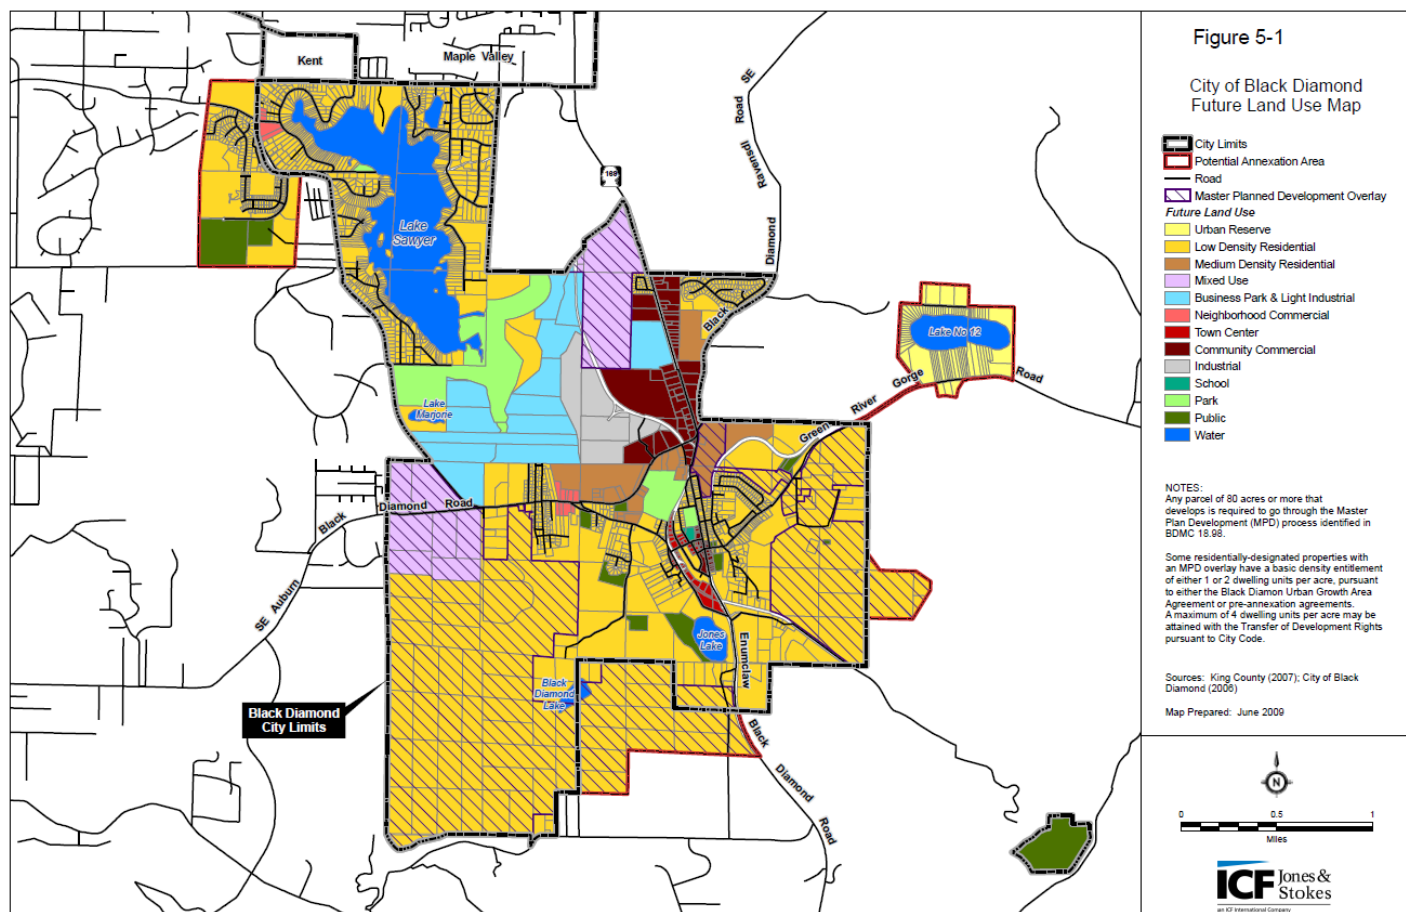 Figure 5-1
City of Black Diamond
Future Land Use Map
City Limits
Potential Annexation Area
Road
Master Planned Development Overlay
Future Land Use
Urban Reserve
Low Density Residential
Medium Density Residential
Mixed Use
Business Park & Light Industrial
Neighborhood Commercial
Town Center
Community Commercial
Industrial
School
Park
Public
Water
NOTES:
Any parcel of 80 acres or more that
develops is required to go through the Master
Plan Development (MPD) process identified in
BDMC 18.98.
Some residentially-designated properties with
an MPD overlay have a basic density entitlement
of either 1 or 2 dwelling units per acre, pursuant
to either the Black Diamon Urban Growth Area
Agreement or pre-annexation agreements.
A maximum of 4 dwelling units per acre may be
attained with the Transfer of Development Rights
pursuant to City Code.
Sources: King County (2007); City of Black
Diamond (2006)
Map Prepared: June 2009
N
0 0.5 1
Miles
ICF Jones &
Stokes
an ICF International Company
Kent
Maple Valley
169
Black Diamond Ravensdl Road SE
Lake
Sawyer
Lake No 12
Green River Gorge Road
Lake
Marjorie
SE Auburn Black Diamond Road
Jones
Lake
Black
Diamond
Lake
Enumclaw Black Diamond Road
Black Diamond
City Limits